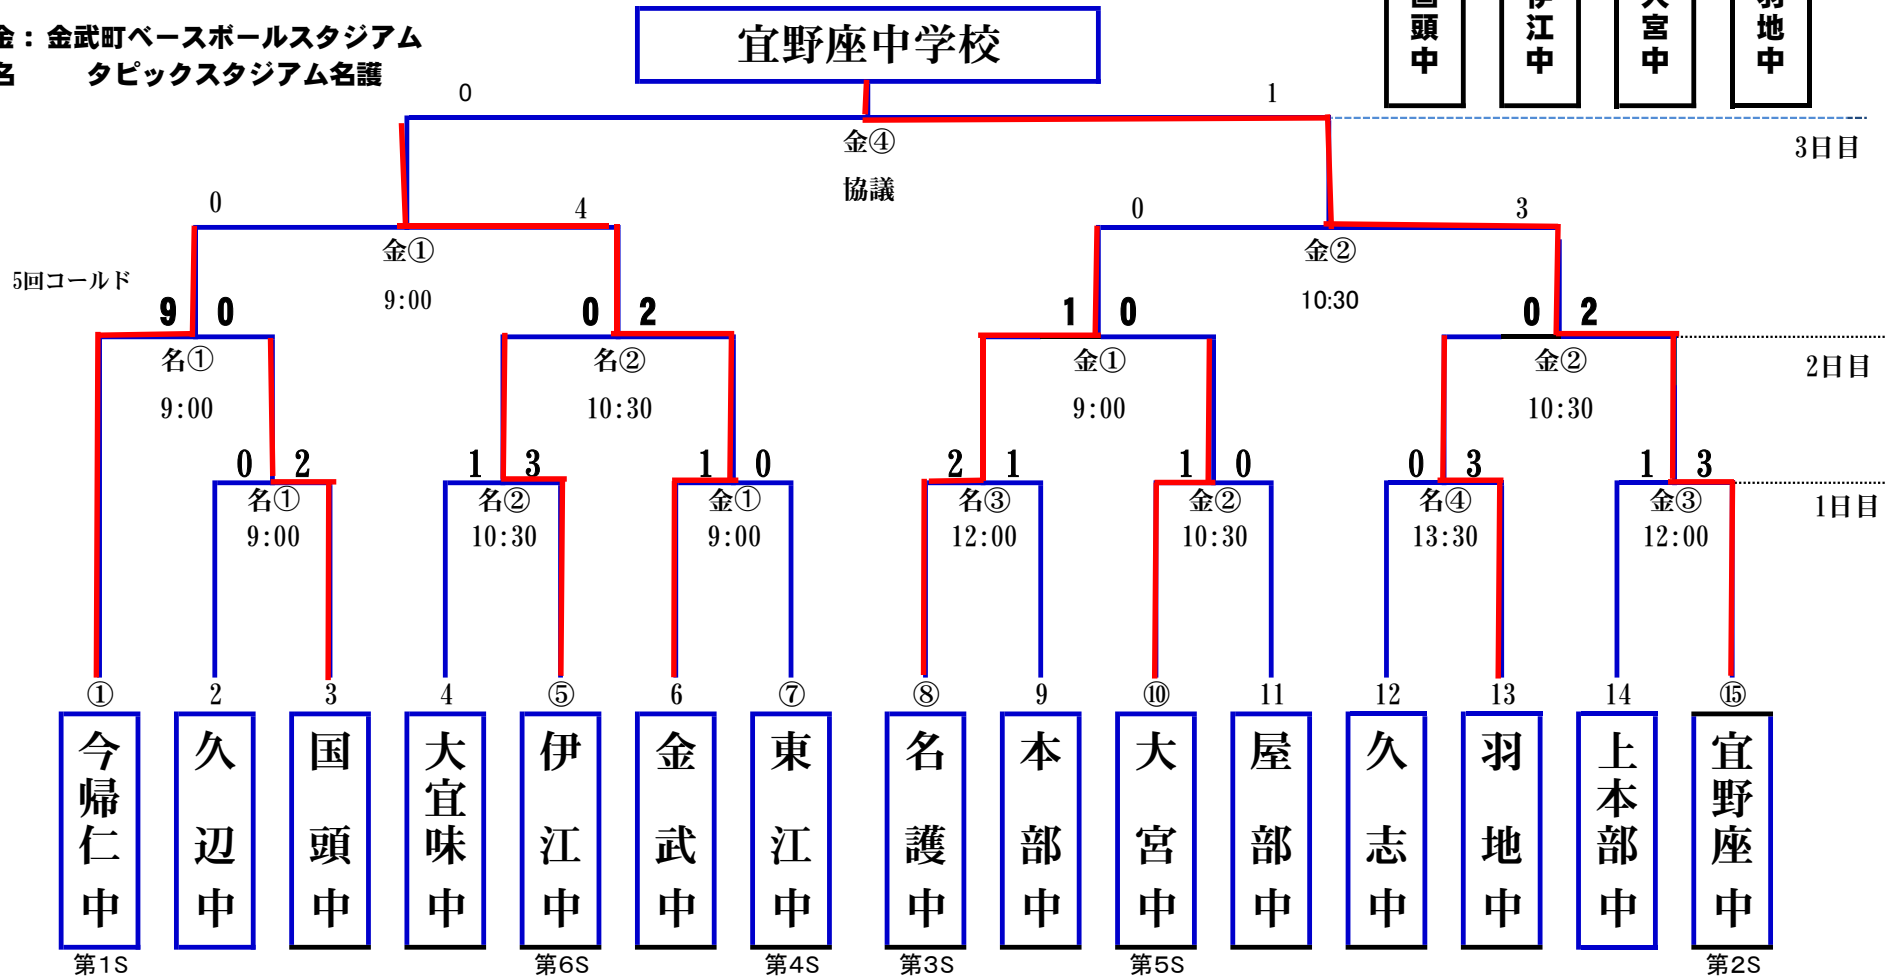 金：金武町ベースボールスタジアム
名　　タピックスタジアム名護
宜野座中学校
頭中
江中
宮中
地中
0
1
金④
協議
3日目
0
4
0
3
金①
金②
5回コールド
9:00
10:30
9 0
0 2
1 0
0 2
名①
名②
金①
金②
2日目
9:00
10:30
9:00
10:30
0 2
1 3
1 0
2 1
1 0
0 3
1 3
名①
名②
金①
名③
金②
名④
金③
1日目
9:00
10:30
9:00
12:00
10:30
13:30
12:00
① 2 3 4 ⑤ 6 ⑦ ⑧ 9 ⑩ 11 12 13 14 ⑮
今帰仁中
久辺中
国頭中
大宜味中
伊江中
金武中
東江中
名護中
本部中
大宮中
屋部中
久志中
羽地中
上本部中
宜野座中
第1S
第6S
第4S
第3S
第5S
第2S